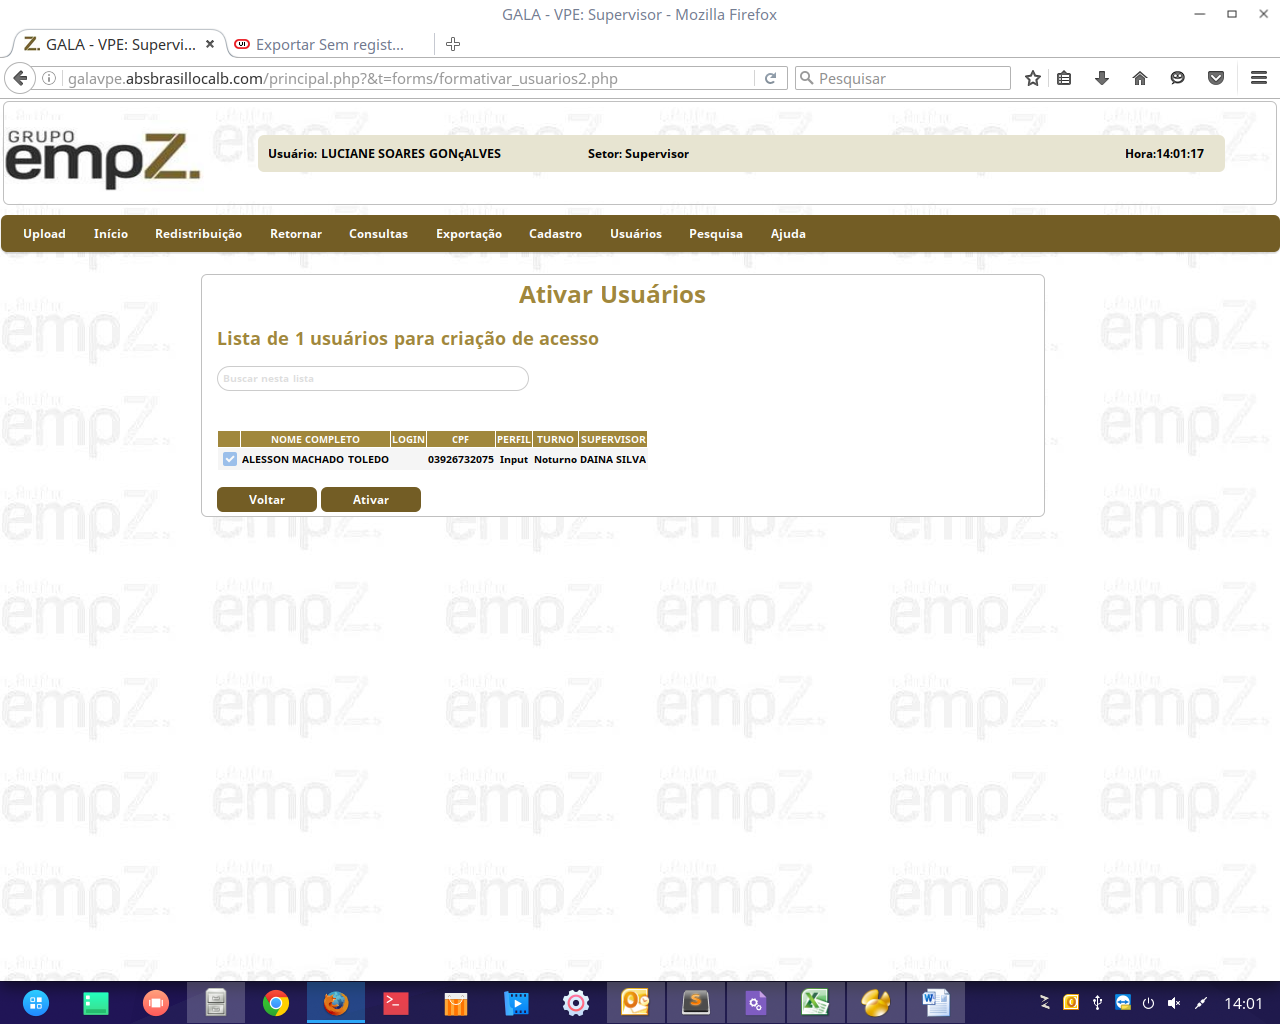 GALA - VPE: Supervisor - Mozilla Firefox
Z. GALA - VPE: Supervi...
Exportar Sem regist...
galavpe.absbrasillocalb.com/principal.php?&t=forms/formativar_usuarios2.php
Pesquisar
GRUPO
empZ.
Usuário: LUCIANE SOARES GONçALVES
Setor: Supervisor
Hora:14:01:17
Upload Início Redistribuição Retornar Consultas Exportação Cadastro Usuários Pesquisa Ajuda
Ativar Usuários
Lista de 1 usuários para criação de acesso
Buscar nesta lista
NOME COMPLETO LOGIN CPF PERFIL TURNO SUPERVISOR
ALESSON MACHADO TOLEDO 03926732075 Input Noturno DAINA SILVA
Voltar Ativar
14:01